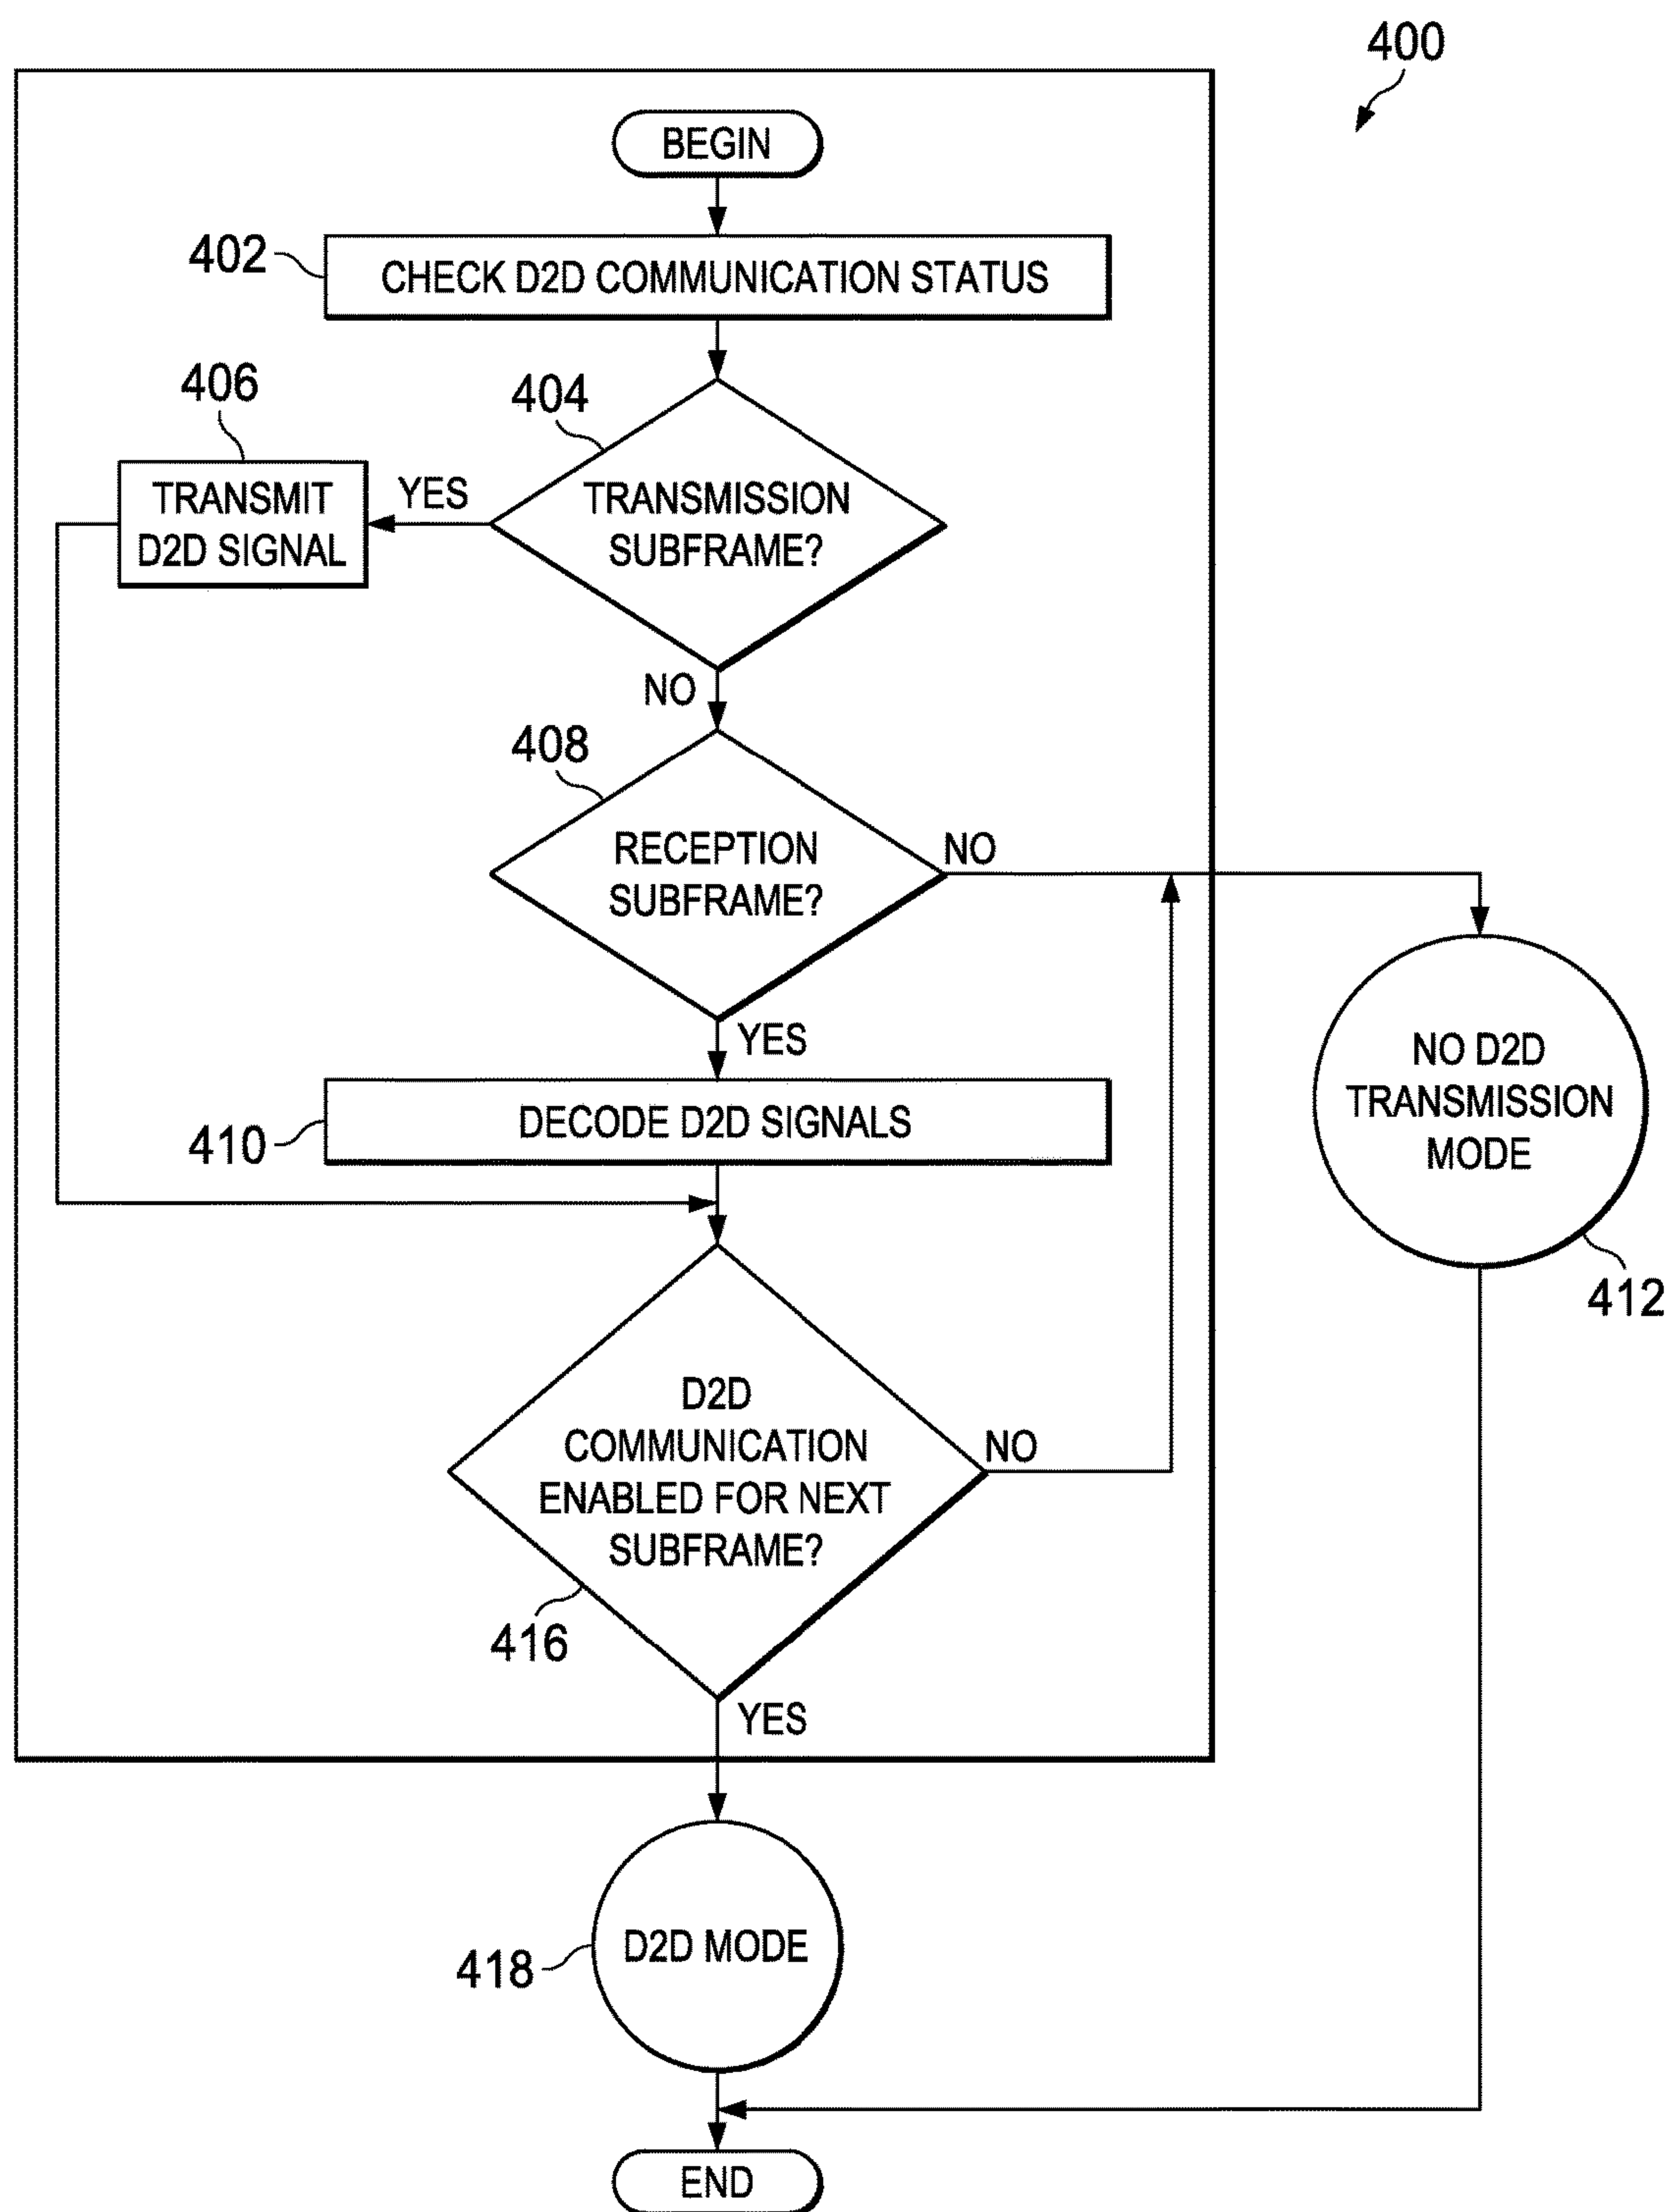 400
BEGIN
402
CHECK D2D COMMUNICATION STATUS
406
404
TRANSMIT
D2D SIGNAL
YES
TRANSMISSION
SUBFRAME?
NO
408
RECEPTION
SUBFRAME?
NO
YES
NO D2D
TRANSMISSION
MODE
412
410
DECODE D2D SIGNALS
D2D
COMMUNICATION
ENABLED FOR NEXT
SUBFRAME?
NO
416
YES
418
D2D MODE
END